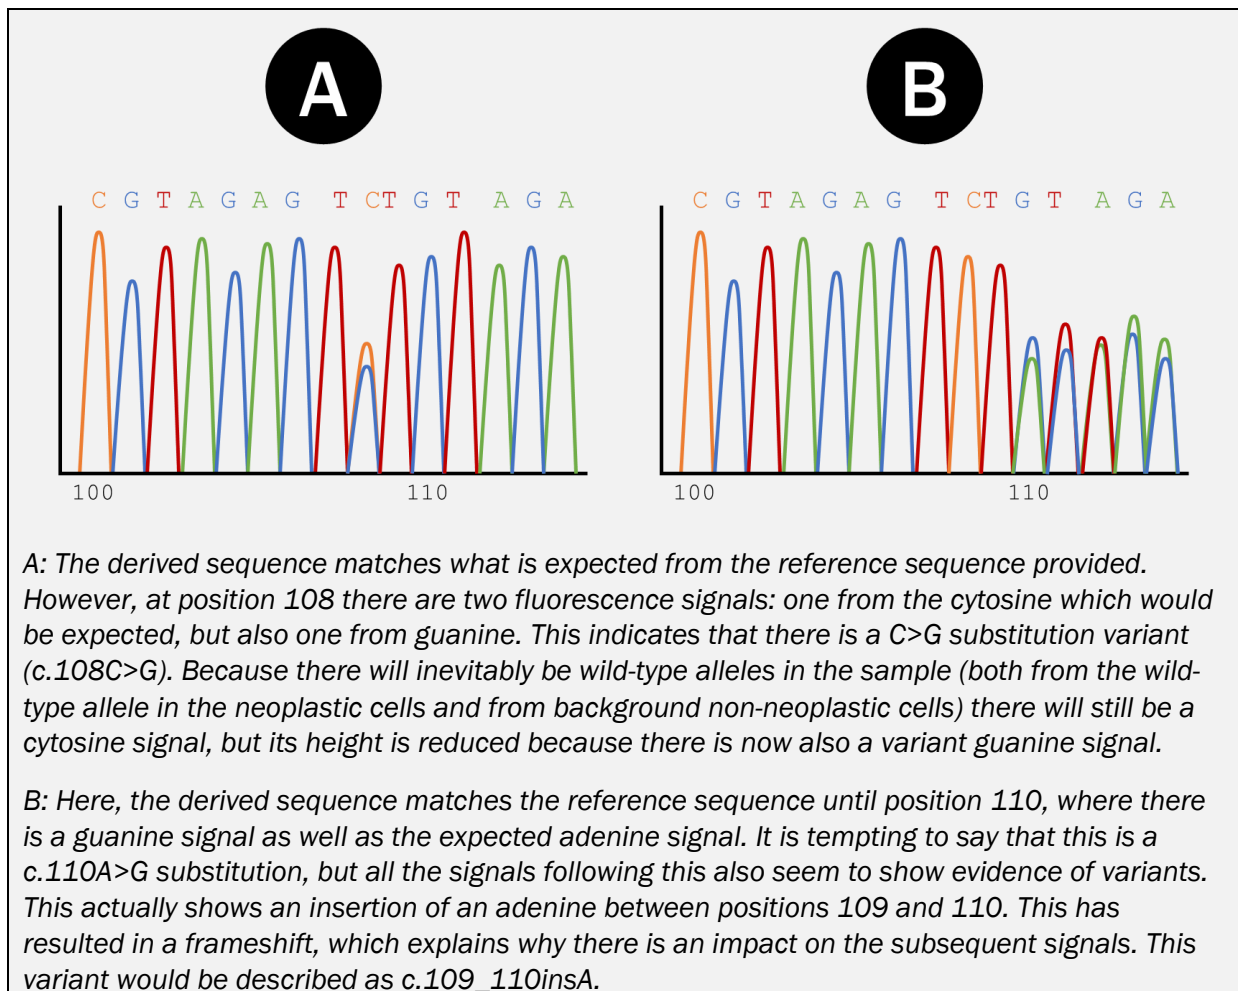 A B
C G T A G A G T C T G T A G A C G T A G A G T C T G T A G A
100 110 100 110
A: The derived sequence matches what is expected from the reference sequence provided.
However, at position 108 there are two fluorescence signals: one from the cytosine which would
be expected, but also one from guanine. This indicates that there is a C>G substitution variant
(c.108C>G). Because there will inevitably be wild-type alleles in the sample (both from the wild-
type allele in the neoplastic cells and from background non-neoplastic cells) there will still be a
cytosine signal, but its height is reduced because there is now also a variant guanine signal.
B: Here, the derived sequence matches the reference sequence until position 110, where there
is a guanine signal as well as the expected adenine signal. It is tempting to say that this is a
c.110A>G substitution, but all the signals following this also seem to show evidence of variants.
This actually shows an insertion of an adenine between positions 109 and 110. This has
resulted in a frameshift, which explains why there is an impact on the subsequent signals. This
variant would be described as c.109_110insA.